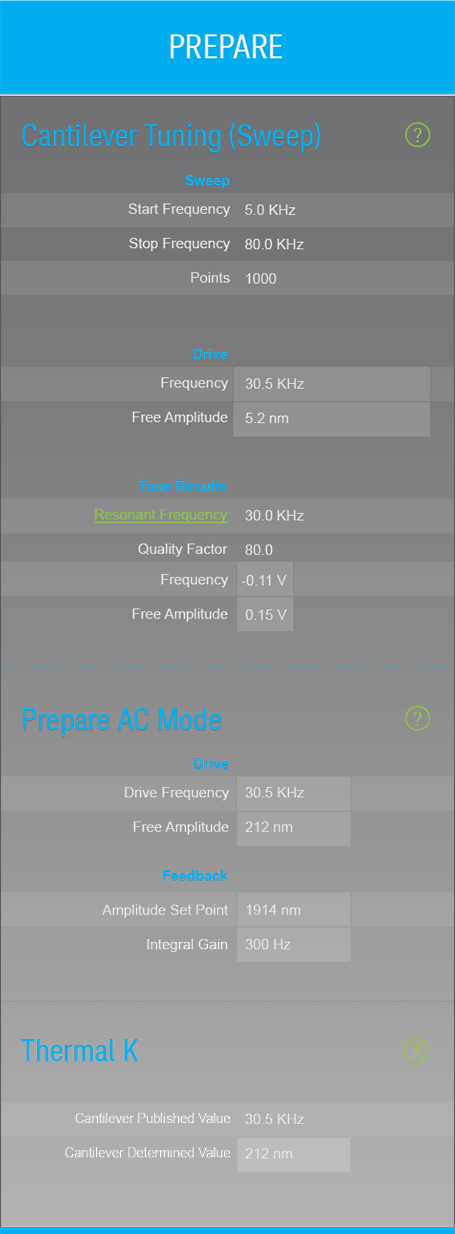 PREPARE
Cantilever Tuning (Sweep) ?
Sweep
Start Frequency 5.0 KHz
Stop Frequency 80.0 KHz
Points 1000
Drive
Frequency 30.5 KHz
Free Amplitude 5.2 nm
Tune Results
Resonant Frequency 30.0 KHz
Quality Factor 80.0
Frequency -0.11 V
Free Amplitude 0.15 V
Prepare AC Mode ?
Drive
Drive Frequency 30.5 KHz
Free Amplitude 212 nm
Feedback
Amplitude Set Point 1914 nm
Integral Gain 300 Hz
Thermal K ?
Cantilever Published Value 30.5 KHz
Cantilever Determined Value 212 nm